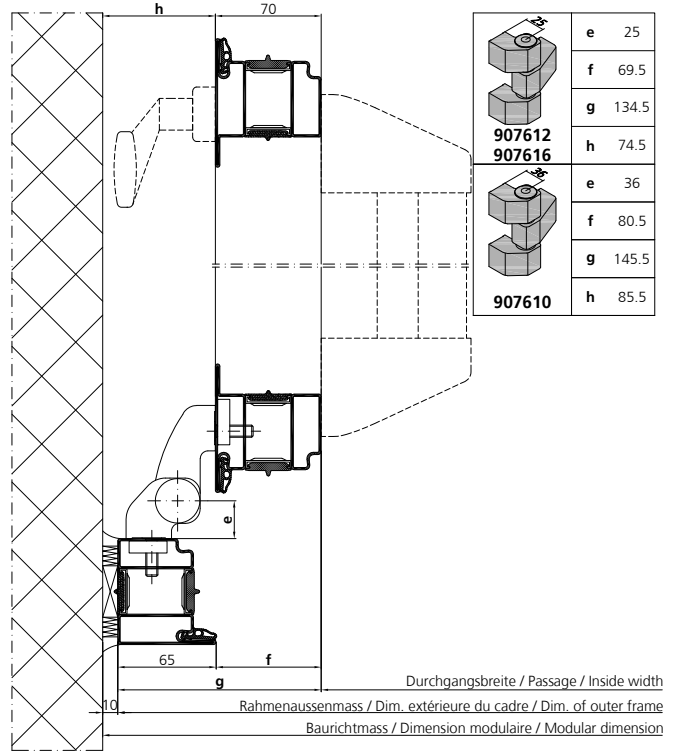 h
70
25
e 25
f 69.5
g 134.5
907612
907616
h 74.5
36
e 36
f 80.5
g 145.5
907610
h 85.5
e
65
f
g
10
Durchgangsbreite / Passage / Inside width
Rahmenaussenmass / Dim. extérieure du cadre / Dim. of outer frame
Baurichtmass / Dimension modulaire / Modular dimension